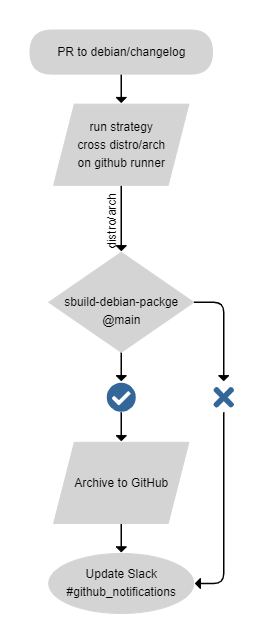 PR to debian/changelog
run strategy
cross distro/arch
on github runner
distro/arch
sbuild-debian-packge
@main
Archive to GitHub
Update Slack
#github_notifications